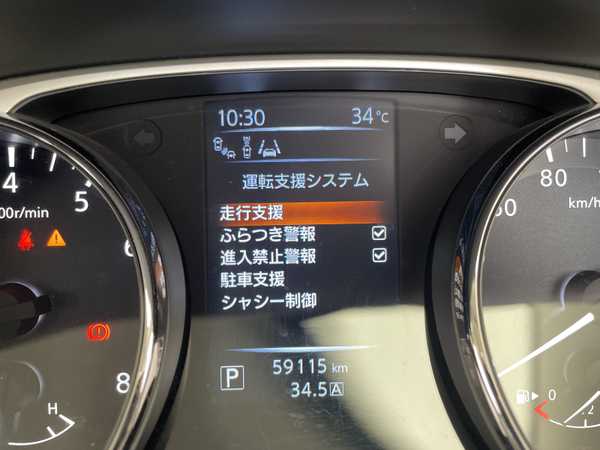 10:30 34°C
運転支援システム
走行支援
ふらつき警報
進入禁止警報
駐車支援
シャシー制御
59115 km
P 34.5 A
4 5 6 8
00r/min
H
80
km/h
0